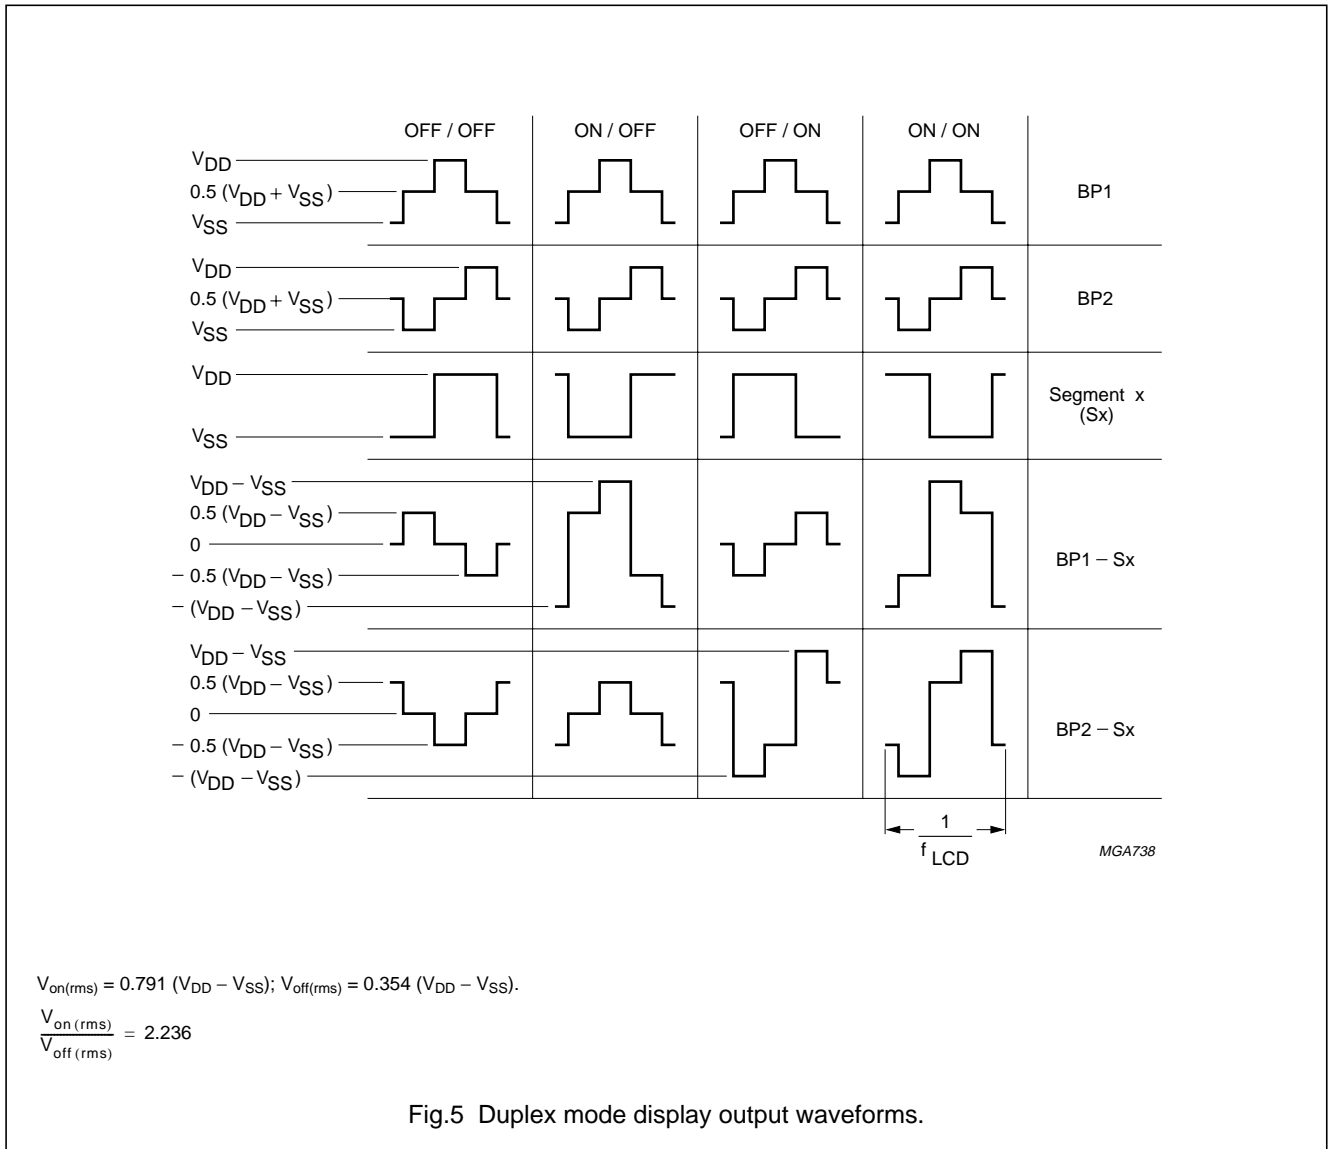 OFF / OFF ON / OFF OFF / ON ON / ON
VDD
0.5 (VDD + VSS)
VSS
BP1
VDD
0.5 (VDD + VSS)
VSS
BP2
VDD
VSS
Segment x
(Sx)
VDD − VSS
0.5 (VDD − VSS)
0
− 0.5 (VDD − VSS)
− (VDD − VSS)
BP1 − Sx
VDD − VSS
0.5 (VDD − VSS)
0
− 0.5 (VDD − VSS)
− (VDD − VSS)
BP2 − Sx
1
f LCD
MGA738
Von(rms) = 0.791 (VDD − VSS); Voff(rms) = 0.354 (VDD − VSS).
Von (rms)
Voff (rms)
= 2.236
Fig.5 Duplex mode display output waveforms.